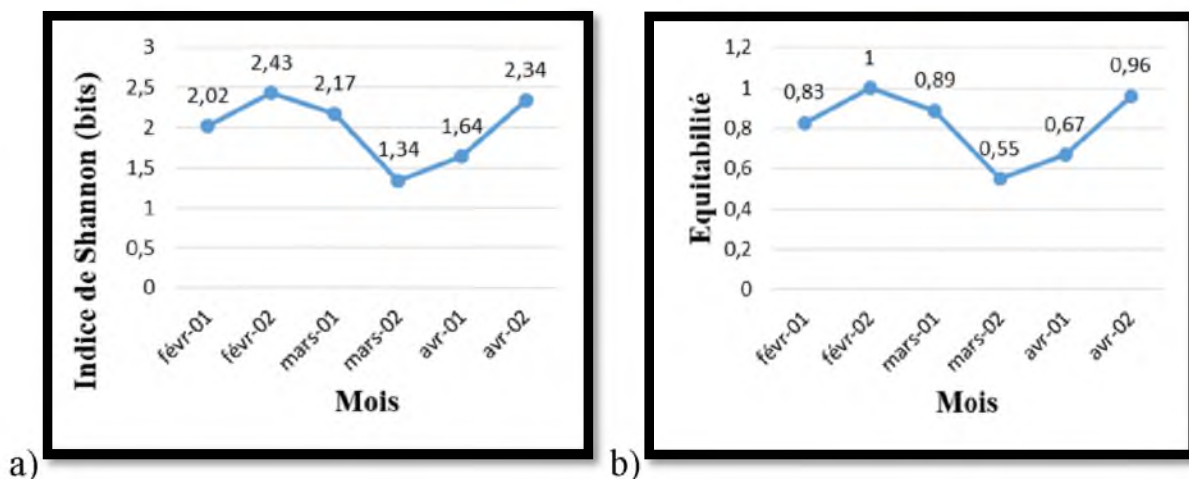 Indice de Shannon (bits)
3
2,5
2
1,5
1
0,5
0
2,02
2,43
2,17
1,34
1,64
2,34
févr-01
févr-02
mars-01
mars-02
avr-01
avr-02
Mois
a)
Equitabilité
1,2
1
0,8
0,6
0,4
0,2
0
0,83
1
0,89
0,55
0,67
0,96
févr-01
févr-02
mars-01
mars-02
avr-01
avr-02
Mois
b)